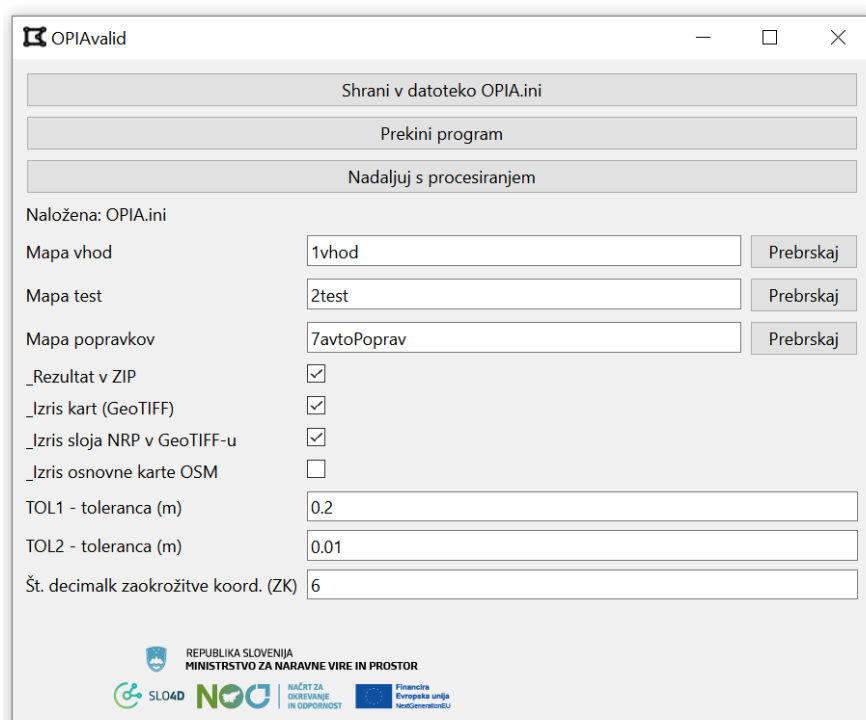 OPIAvalid
Shrani v datoteko OPIA.ini
Prekini program
Nadaljuj s procesiranjem
Naložena: OPIA.ini
Mapa vhod 1vhod Prebrskaj
Mapa test 2test Prebrskaj
Mapa popravkov 7avtoPoprav Prebrskaj
_Rezultat v ZIP
_Izris kart (GeoTIFF)
_Izris sloja NRP v GeoTIFF-u
_Izris osnovne karte OSM
TOL1 - toleranca (m) 0.2
TOL2 - toleranca (m) 0.01
Št. decimalk zaokrožitve koord. (ZK) 6
REPUBLIKA SLOVENIJA
MINISTRSTVO ZA NARAVNE VIRE IN PROSTOR
SLO4D NOO NAČRT ZA
OKREVANJE
IN ODPORNOST
Financira
Evropska unija
NextGenerationEU